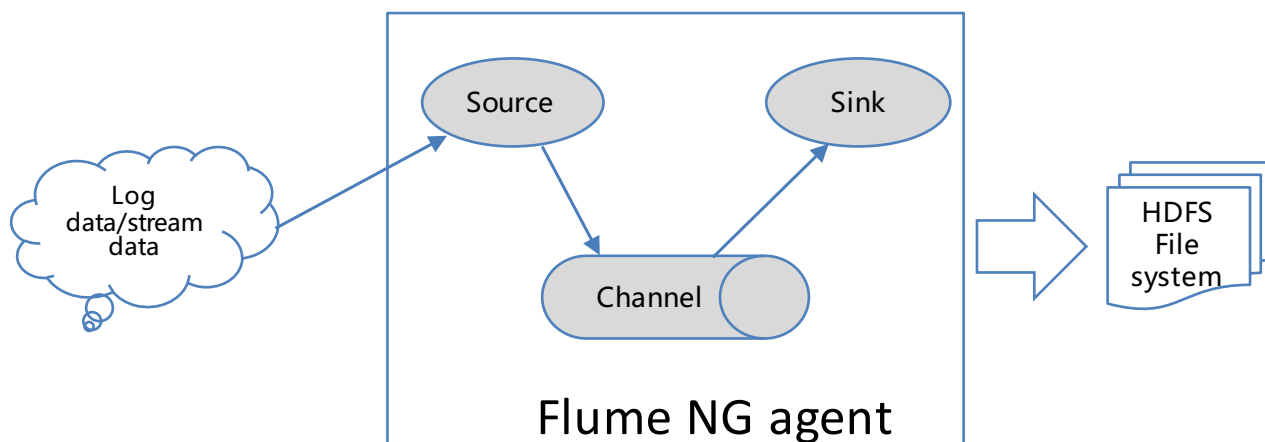 Source
Sink
Log
data/stream
data
HDFS
File
system
Channel
Flume NG agent